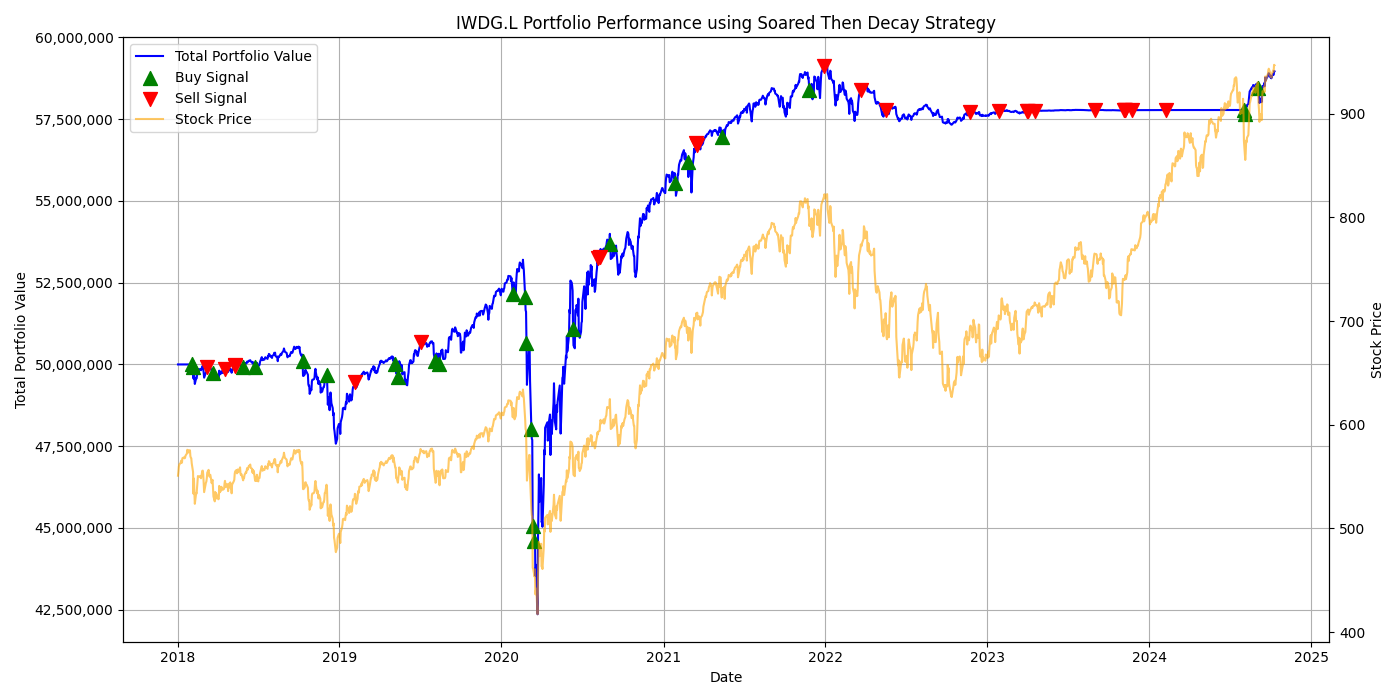 IWDG.L Portfolio Performance using Soared Then Decay Strategy
Total Portfolio Value
Buy Signal
Sell Signal
Stock Price
60,000,000
57,500,000
55,000,000
52,500,000
50,000,000
47,500,000
45,000,000
42,500,000
Total Portfolio Value
900
800
700
600
500
400
Stock Price
2018 2019 2020 2021 2022 2023 2024 2025
Date